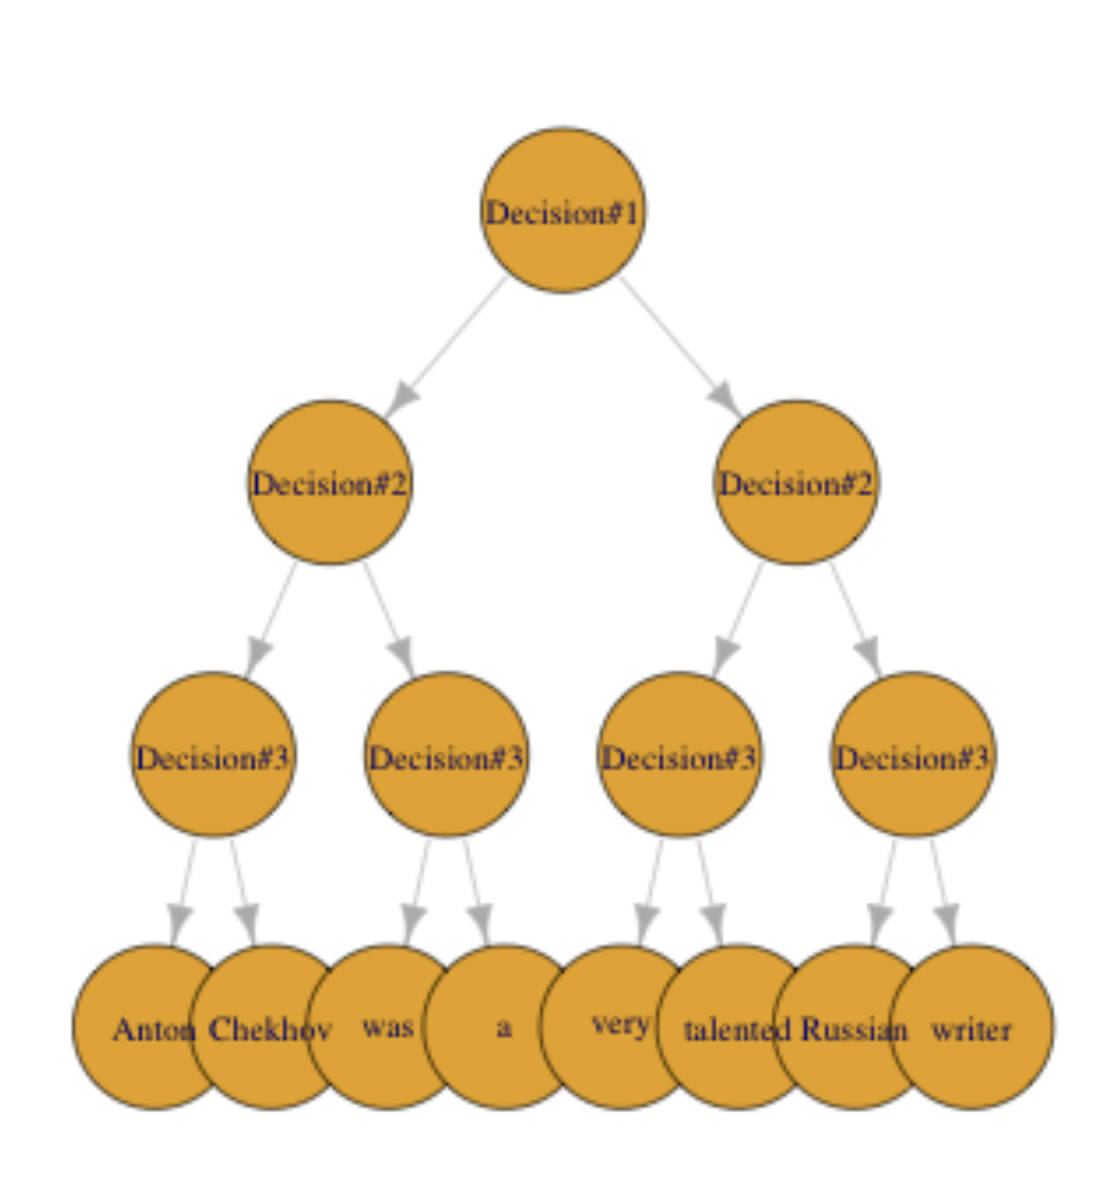 Decision#1
Decision#2 Decision#2
Decision#3 Decision#3 Decision#3 Decision#3
Anton Chekhov was a very talented Russian writer